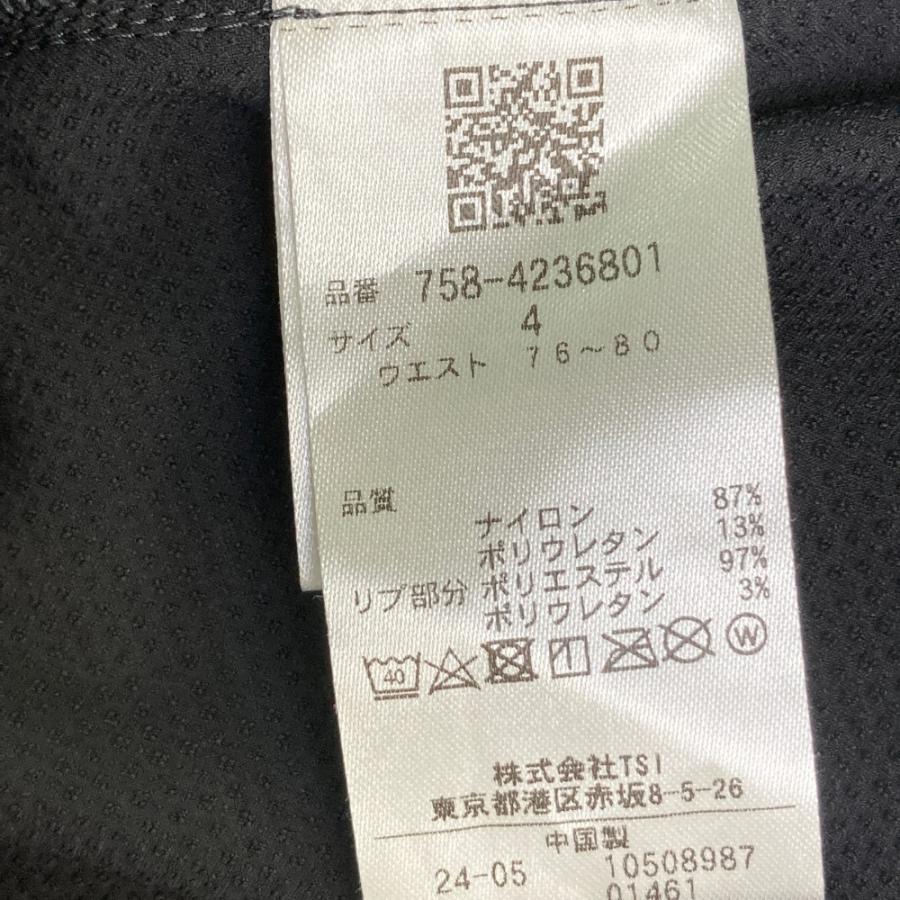 品番 758-4236801
サイズ 4
ウエスト 76～80
品質
ナイロン 87%
ポリウレタン 13%
リブ部分 ポリエステル 97%
ポリウレタン 3%
40 W
株式会社TSI
東京都港区赤坂8-5-26
中国製
24-05 10508987
01461